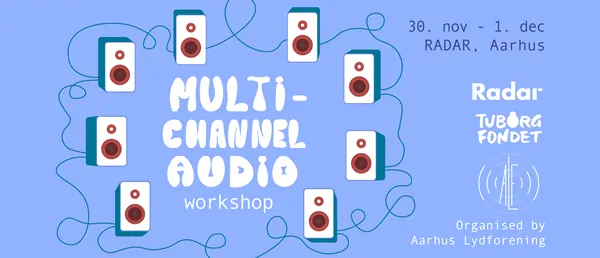 MULTI-
CHANNEL
AUDIO
workshop
30. nov - 1. dec
RADAR, Aarhus
Radar
TUBORG
FONDET
Organised by
Aarhus Lydforening